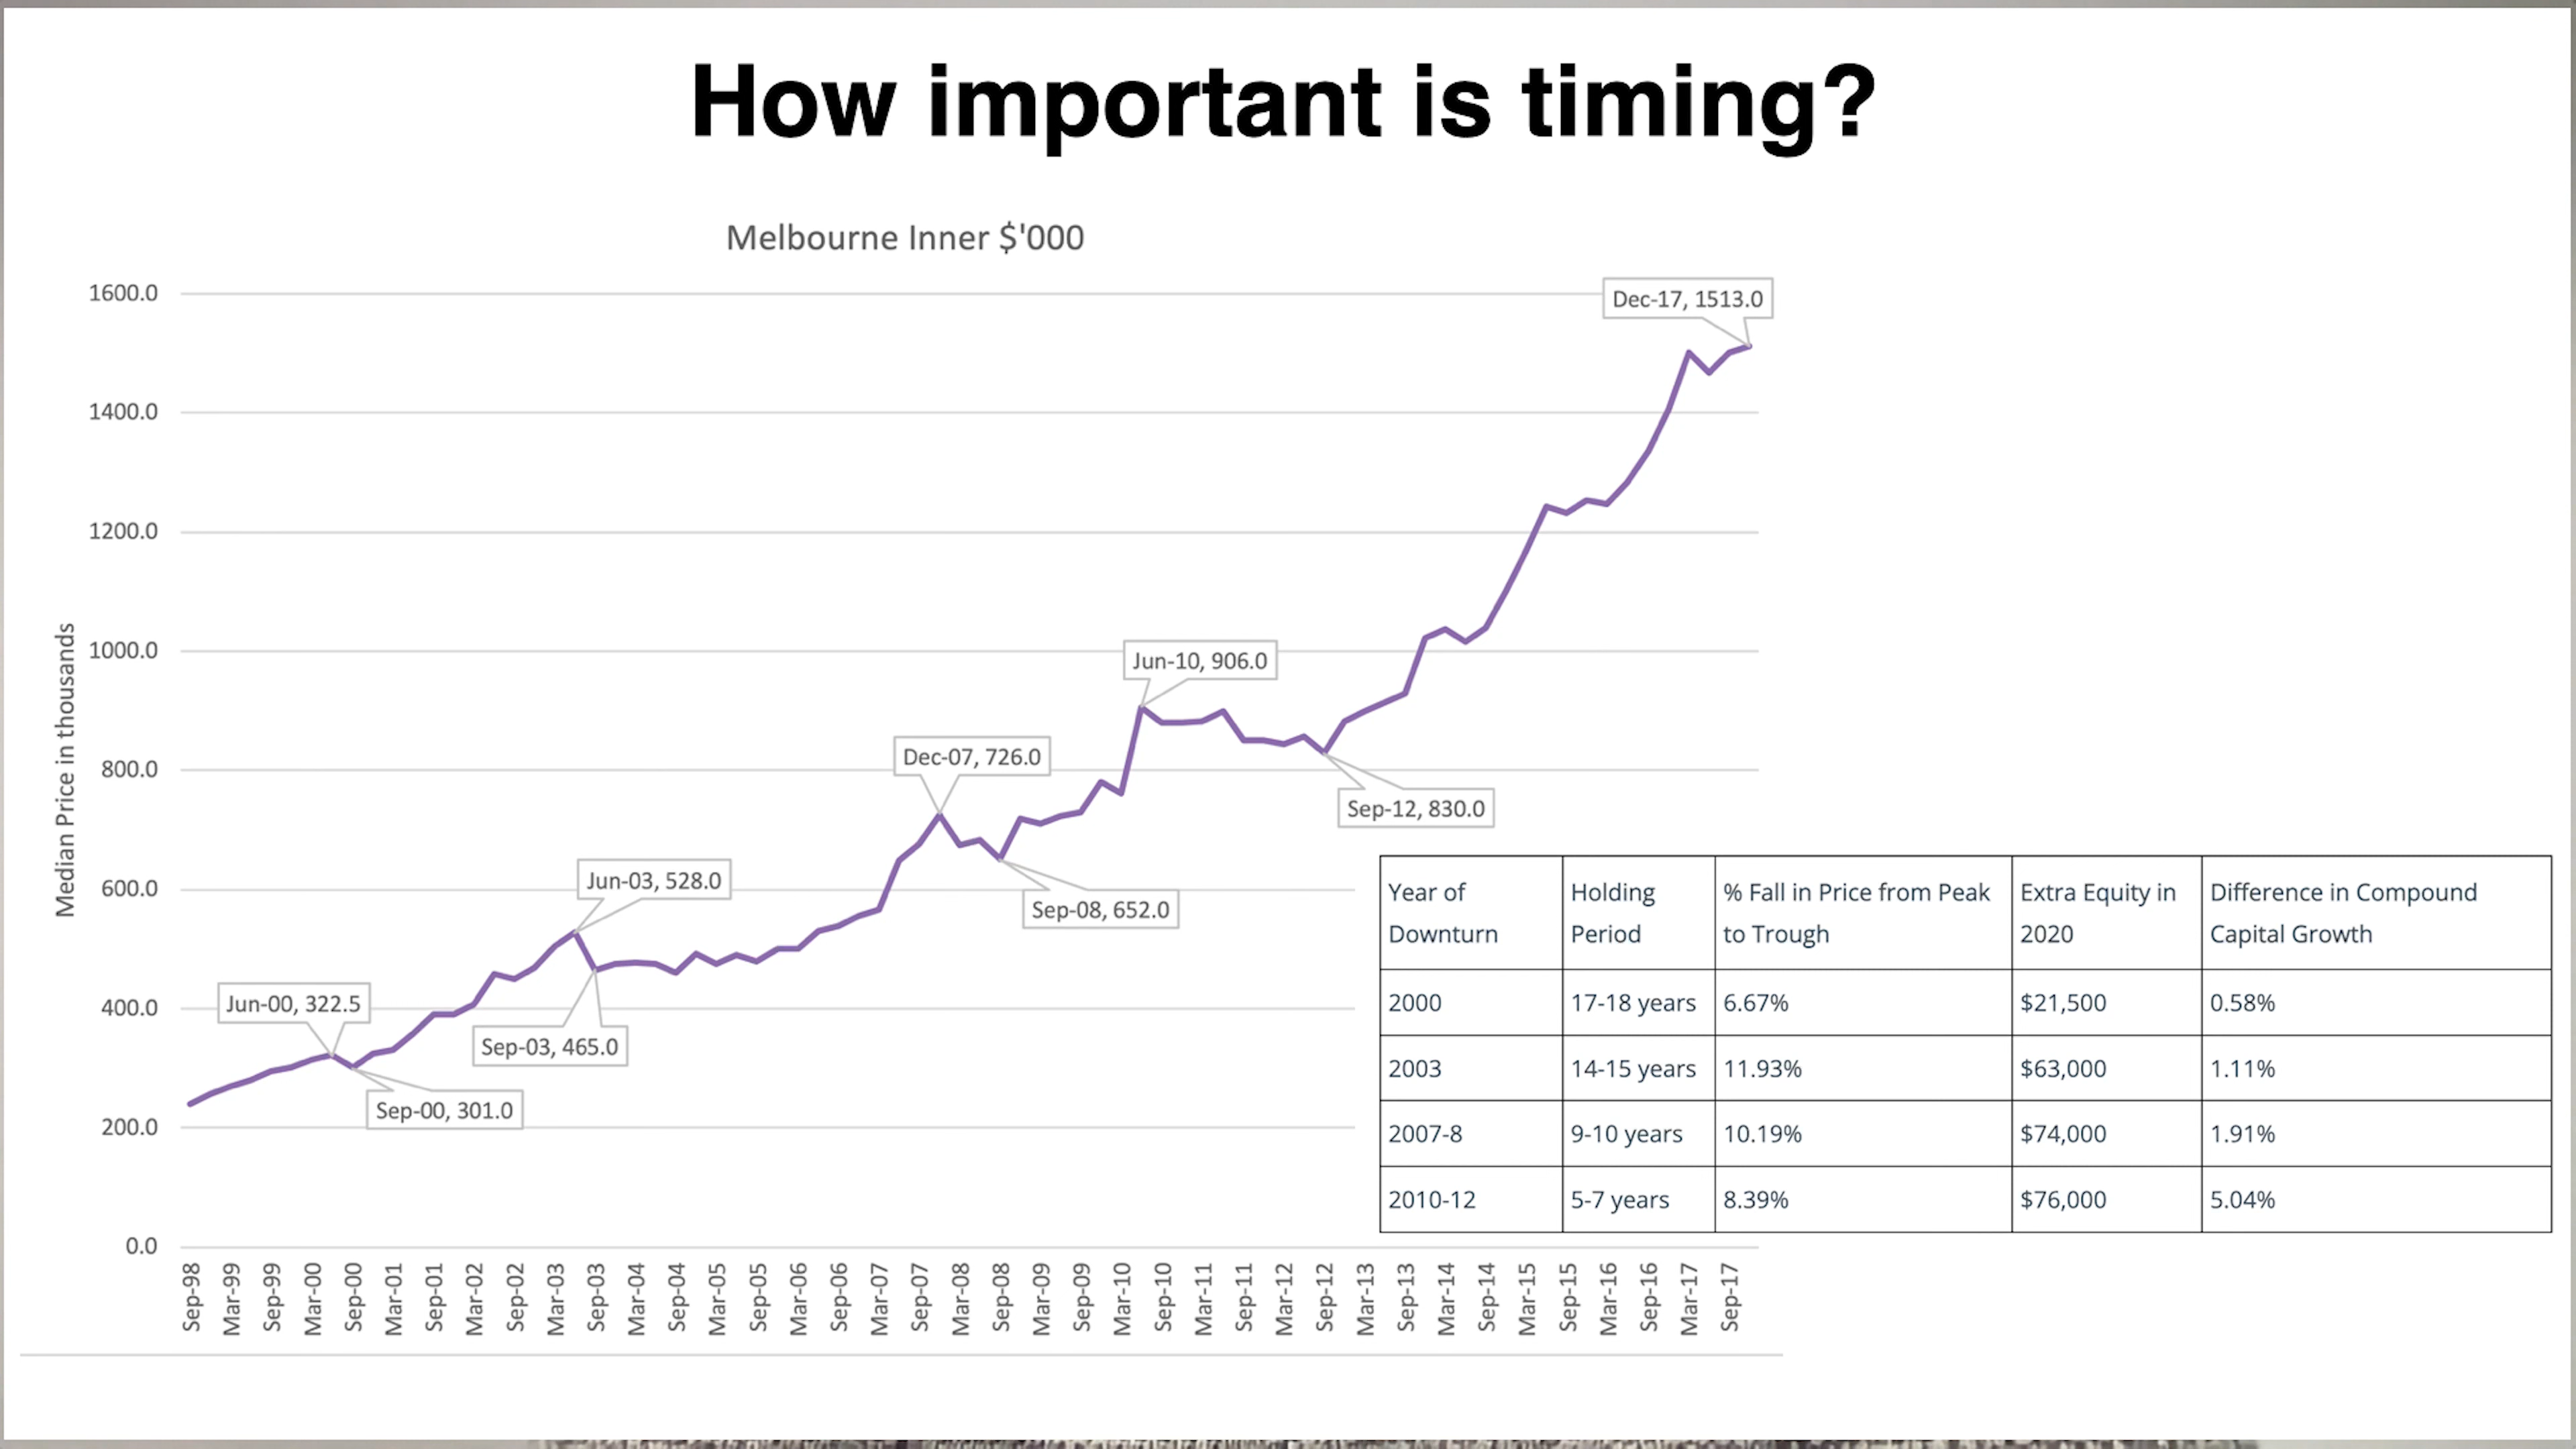 How important is timing?
Melbourne Inner $'000
Median Price in thousands
1600.0
1400.0
1200.0
1000.0
800.0
600.0
400.0
200.0
0.0
Jun-00, 322.5
Sep-00, 301.0
Jun-03, 528.0
Sep-03, 465.0
Dec-07, 726.0
Sep-08, 652.0
Jun-10, 906.0
Sep-12, 830.0
Dec-17, 1513.0
Sep-98
Mar-99
Sep-99
Mar-00
Sep-00
Mar-01
Sep-01
Mar-02
Sep-02
Mar-03
Sep-03
Mar-04
Sep-04
Mar-05
Sep-05
Mar-06
Sep-06
Mar-07
Sep-07
Mar-08
Sep-08
Mar-09
Sep-09
Mar-10
Sep-10
Mar-11
Sep-11
Mar-12
Sep-12
Mar-13
Sep-13
Mar-14
Sep-14
Mar-15
Sep-15
Mar-16
Sep-16
Mar-17
Sep-17
Year of Downturn Holding Period % Fall in Price from Peak to Trough Extra Equity in 2020 Difference in Compound Capital Growth
2000 17-18 years 6.67% $21,500 0.58%
2003 14-15 years 11.93% $63,000 1.11%
2007-8 9-10 years 10.19% $74,000 1.91%
2010-12 5-7 years 8.39% $76,000 5.04%